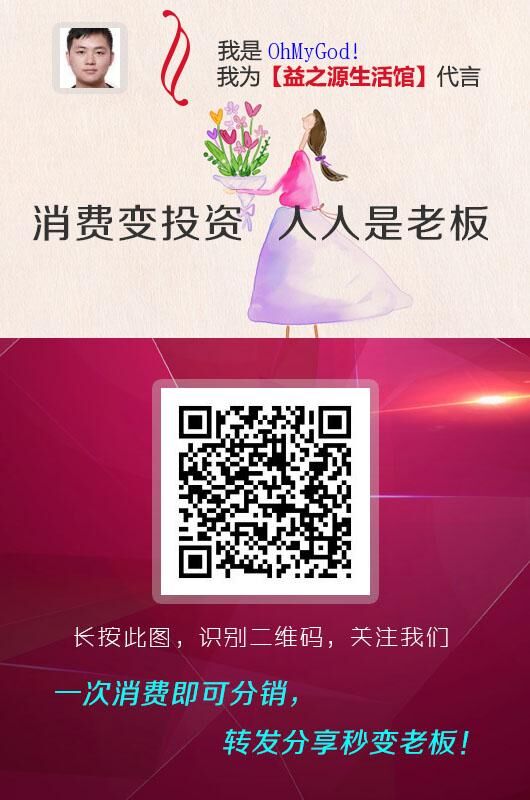 我是 OhMyGod!
我为【益之源生活馆】代言
消费变投资 人人是老板
长按此图，识别二维码，关注我们
一次消费即可分销，
转发分享秒变老板！